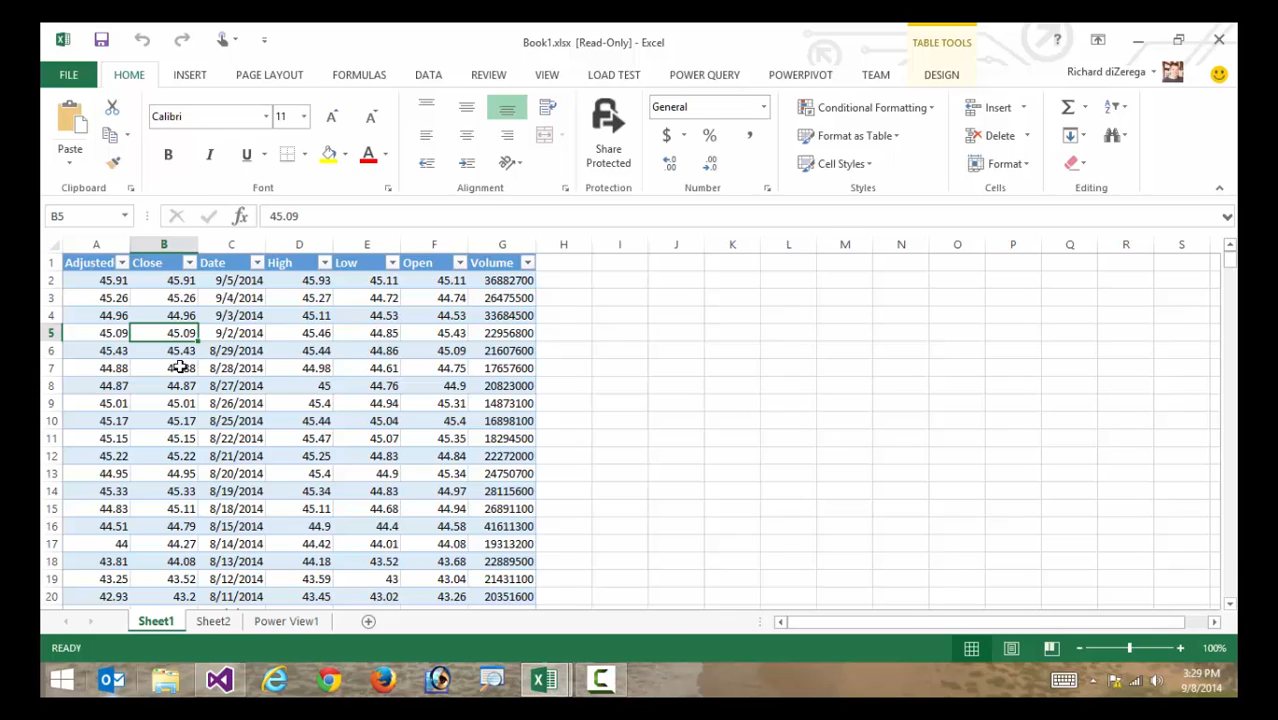 Book1.xlsx [Read-Only] - Excel
TABLE TOOLS
?
FILE HOME INSERT PAGE LAYOUT FORMULAS DATA REVIEW VIEW LOAD TEST POWER QUERY POWERPIVOT TEAM DESIGN Richard diZerega
Calibri 11 General Conditional Formatting Insert
Paste B I U A $ % , Share Protected Format as Table Delete
Cell Styles Format
Clipboard Font Alignment Protection Number Styles Cells Editing
B5 fx 45.09
A B C D E F G H I J K L M N O P Q R S
1 Adjusted Close Date High Low Open Volume
2 45.91 45.91 9/5/2014 45.93 45.11 45.11 36882700
3 45.26 45.26 9/4/2014 45.27 44.72 44.74 26475500
4 44.96 44.96 9/3/2014 45.11 44.53 44.53 33684500
5 45.09 45.09 9/2/2014 45.46 44.85 45.43 22956800
6 45.43 45.43 8/29/2014 45.44 44.86 45.09 21607600
7 44.88 8/28/2014 44.98 44.61 44.75 17657600
8 44.87 44.87 8/27/2014 45 44.76 44.9 20823000
9 45.01 45.01 8/26/2014 45.4 44.94 45.31 14873100
10 45.17 45.17 8/25/2014 45.44 45.04 45.4 16898100
11 45.15 45.15 8/22/2014 45.47 45.07 45.35 18294500
12 45.22 45.22 8/21/2014 45.25 44.83 44.84 22272000
13 44.95 44.95 8/20/2014 45.4 44.9 45.34 24750700
14 45.33 45.33 8/19/2014 45.34 44.83 44.97 28115600
15 44.83 45.11 8/18/2014 45.11 44.68 44.94 26891100
16 44.51 44.79 8/15/2014 44.9 44.4 44.58 41611300
17 44 44.27 8/14/2014 44.42 44.01 44.08 19313200
18 43.81 44.08 8/13/2014 44.18 43.52 43.68 22889500
19 43.25 43.52 8/12/2014 43.59 43 43.04 21431100
20 42.93 43.2 8/11/2014 43.45 43.02 43.26 20351600
Sheet1 Sheet2 Power View1
READY 100%
3:29 PM
9/8/2014